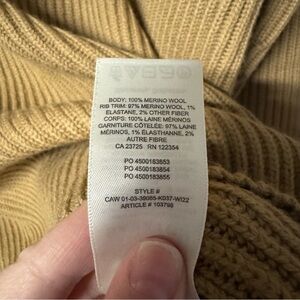 BODY: 100% MERINO WOOL
RIB TRIM: 97% MERINO WOOL, 1%
ELASTANE, 2% OTHER FIBER
CORPS: 100% LAINE MÉRINOS
GARNITURE CÔTELÉE: 97% LAINE
MÉRINOS, 1% ÉLASTHANNE, 2%
AUTRE FIBRE
CA 23725 RN 122354
PO 4500183853
PO 4500183854
PO 4500183855
STYLE #
CAW 01-03-39085-K037-WI22
ARTICLE # 103798